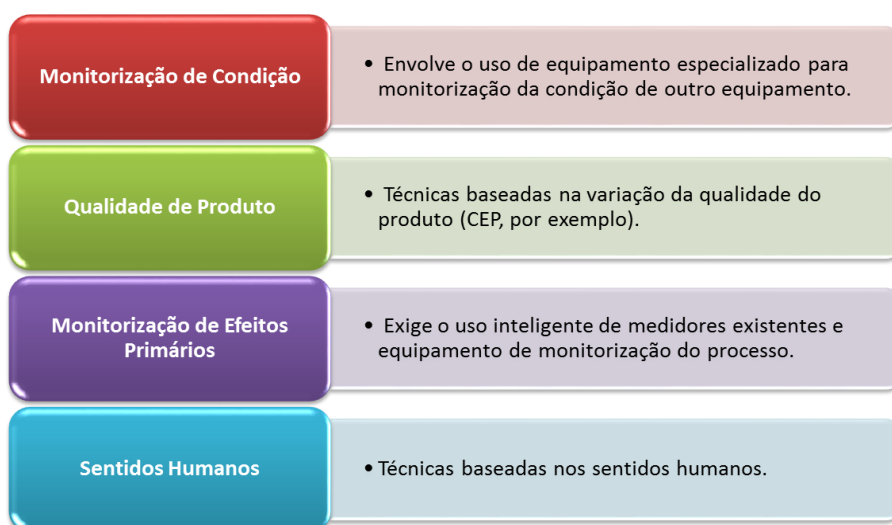 Monitorização de Condição
• Envolve o uso de equipamento especializado para
monitorização da condição de outro equipamento.
Qualidade de Produto
• Técnicas baseadas na variação da qualidade do
produto (CEP, por exemplo).
Monitorização de Efeitos
Primários
• Exige o uso inteligente de medidores existentes e
equipamento de monitorização do processo.
Sentidos Humanos
• Técnicas baseadas nos sentidos humanos.